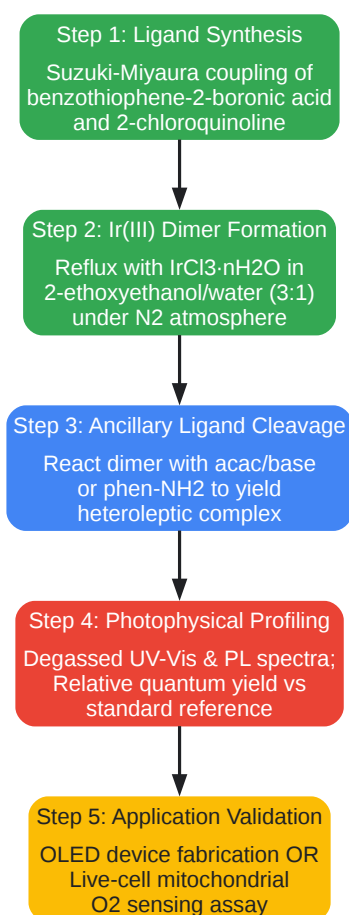 Step 1: Ligand Synthesis
Suzuki-Miyaura coupling of
benzothiophene-2-boronic acid
and 2-chloroquinoline
Step 2: Ir(III) Dimer Formation
Reflux with IrCl3·nH2O in
2-ethoxyethanol/water (3:1)
under N2 atmosphere
Step 3: Ancillary Ligand Cleavage
React dimer with acac/base
or phen-NH2 to yield
heteroleptic complex
Step 4: Photophysical Profiling
Degassed UV-Vis & PL spectra;
Relative quantum yield vs
standard reference
Step 5: Application Validation
OLED device fabrication OR
Live-cell mitochondrial
O2 sensing assay